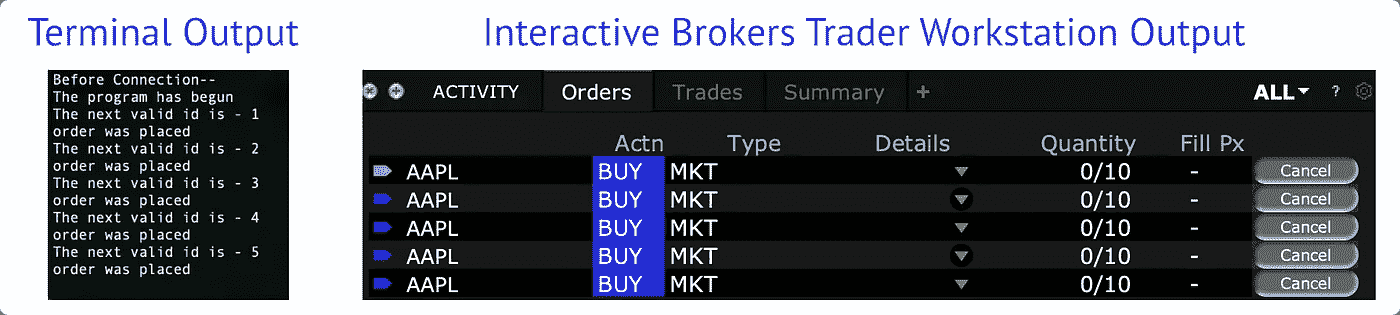 Terminal Output
Interactive Brokers Trader Workstation Output
Before Connection--
The program has begun
The next valid id is - 1
order was placed
The next valid id is - 2
order was placed
The next valid id is - 3
order was placed
The next valid id is - 4
order was placed
The next valid id is - 5
order was placed
ACTIVITY Orders Trades Summary + ALL ?
Actn Type Details Quantity Fill Px
AAPL BUY MKT 0/10 - Cancel
AAPL BUY MKT 0/10 - Cancel
AAPL BUY MKT 0/10 - Cancel
AAPL BUY MKT 0/10 - Cancel
AAPL BUY MKT 0/10 - Cancel